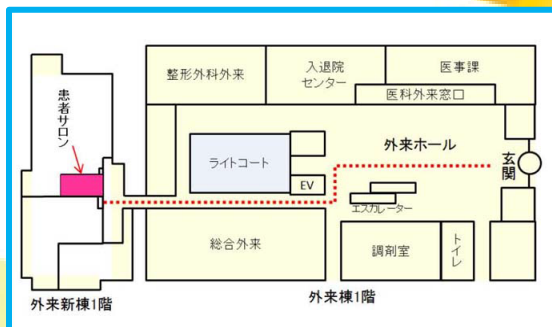 整形外科外来
入退院
センター
医事課
医科外来窓口
患者サロン
ライトコート
外来ホール
玄関
EV
エスカレーター
総合外来
調剤室
トイレ
外来新棟1階
外来棟1階